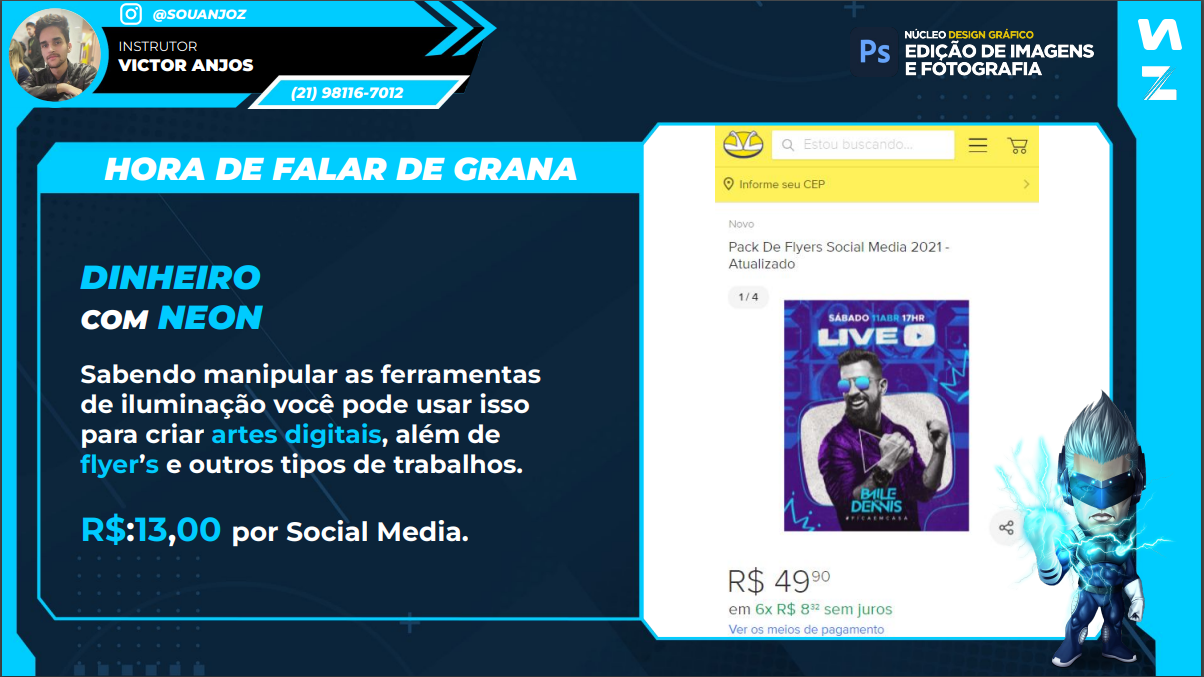 @SOUANJOZ
INSTRUTOR
VICTOR ANJOS
(21) 98116-7012
Ps
NÚCLEO DESIGN GRÁFICO
EDIÇÃO DE IMAGENS
E FOTOGRAFIA
HORA DE FALAR DE GRANA
DINHEIRO
COM NEON
Sabendo manipular as ferramentas
de iluminação você pode usar isso
para criar artes digitais, além de
flyer's e outros tipos de trabalhos.
R$:13,00 por Social Media.
Estou buscando...
Informe seu CEP
Novo
Pack De Flyers Social Media 2021 -
Atualizado
1 / 4
SÁBADO 11ABR 17HR
LIVE
BAILE
DENNIS
#FICAEMCASA
R$ 49⁹⁰
em 6x R$ 8³² sem juros
Ver os meios de pagamento